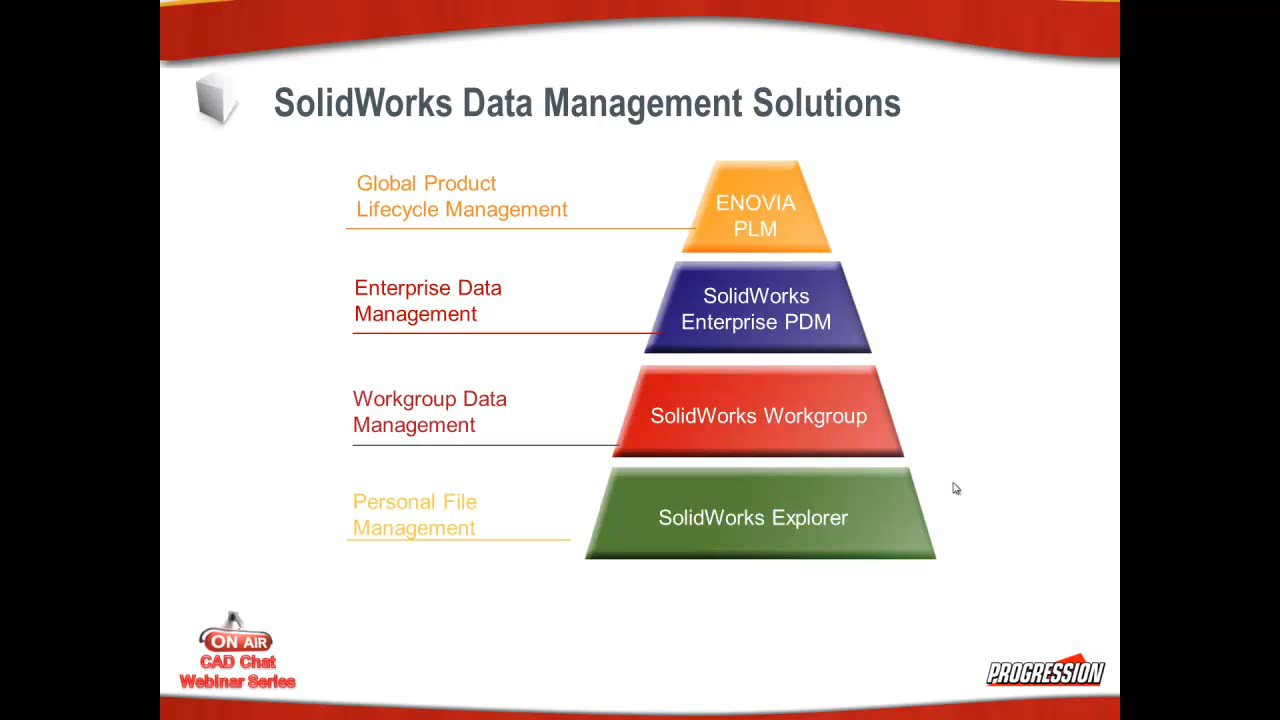 SolidWorks Data Management Solutions
Global Product
Lifecycle Management
ENOVIA
PLM
Enterprise Data
Management
SolidWorks
Enterprise PDM
Workgroup Data
Management
SolidWorks Workgroup
Personal File
Management
SolidWorks Explorer
ON AIR
CAD Chat
Webinar Series
PROGRESSION